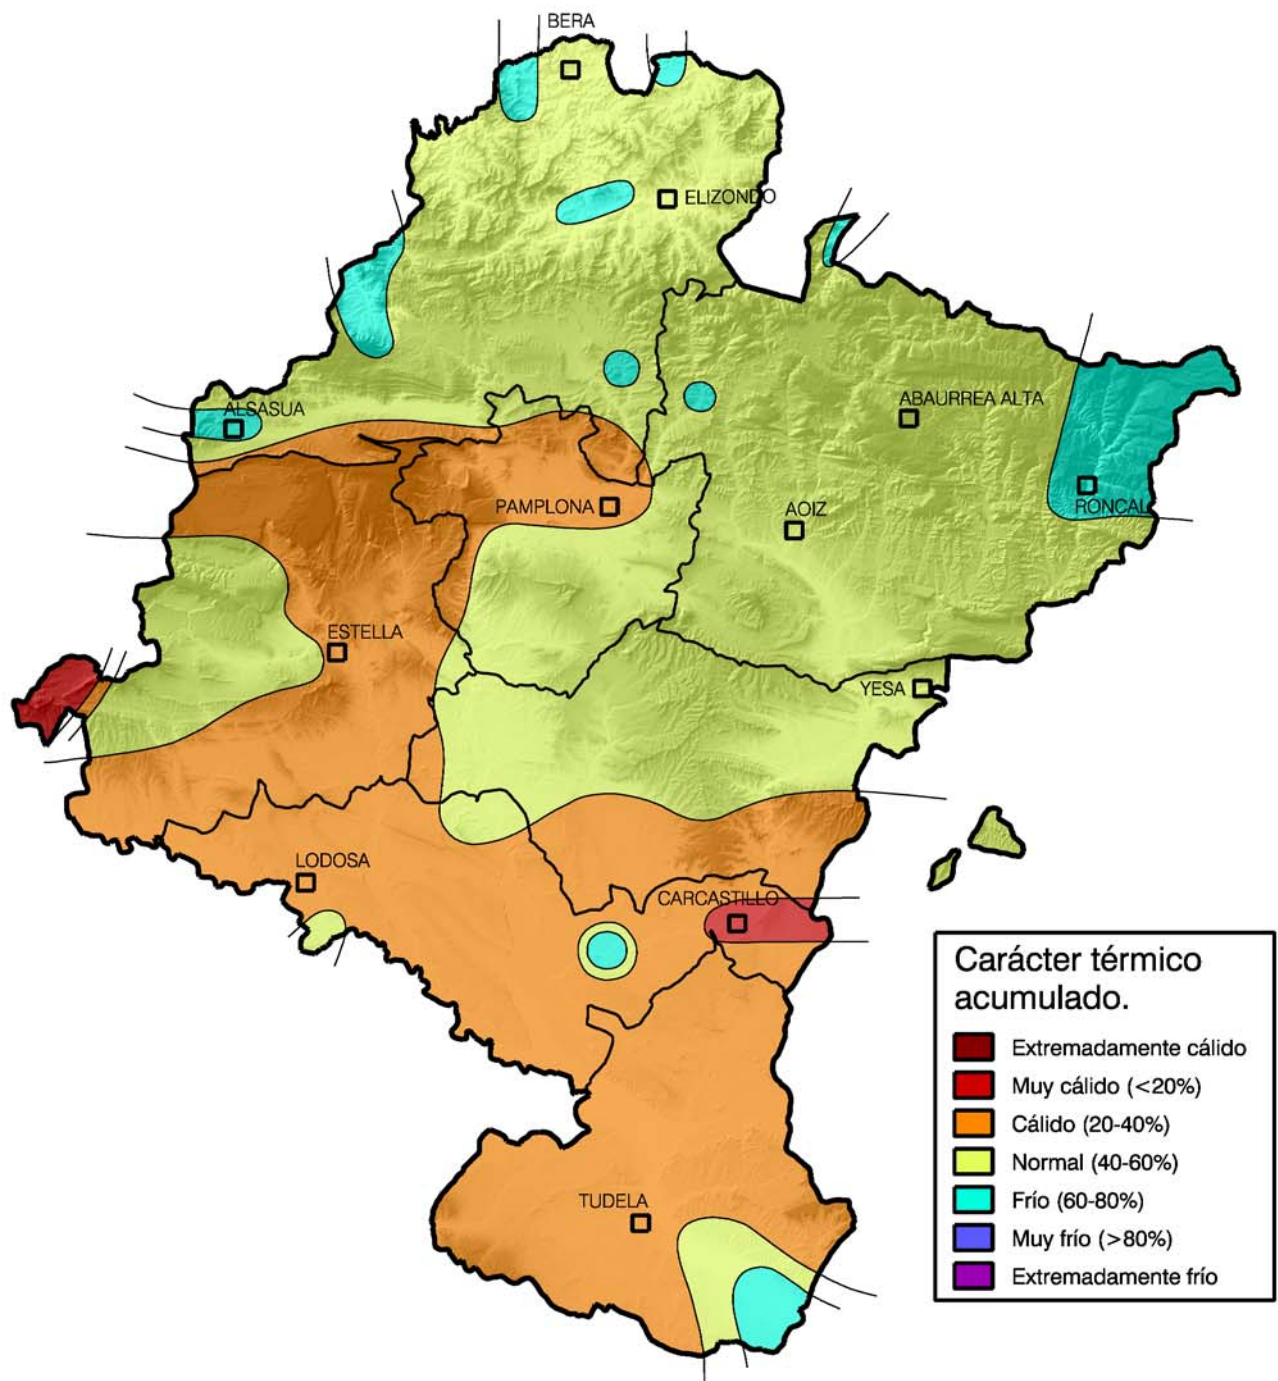 BERA
ELIZONDO
ABAURREA ALTA
ALSASUA
RONCAL
PAMPLONA
AOIZ
ESTELLA
YESA
LODOSA
CARCASTILLO
TUDELA
Carácter térmico
acumulado.
Extremadamente cálido
Muy cálido (<20%)
Cálido (20-40%)
Normal (40-60%)
Frío (60-80%)
Muy frío (>80%)
Extremadamente frío